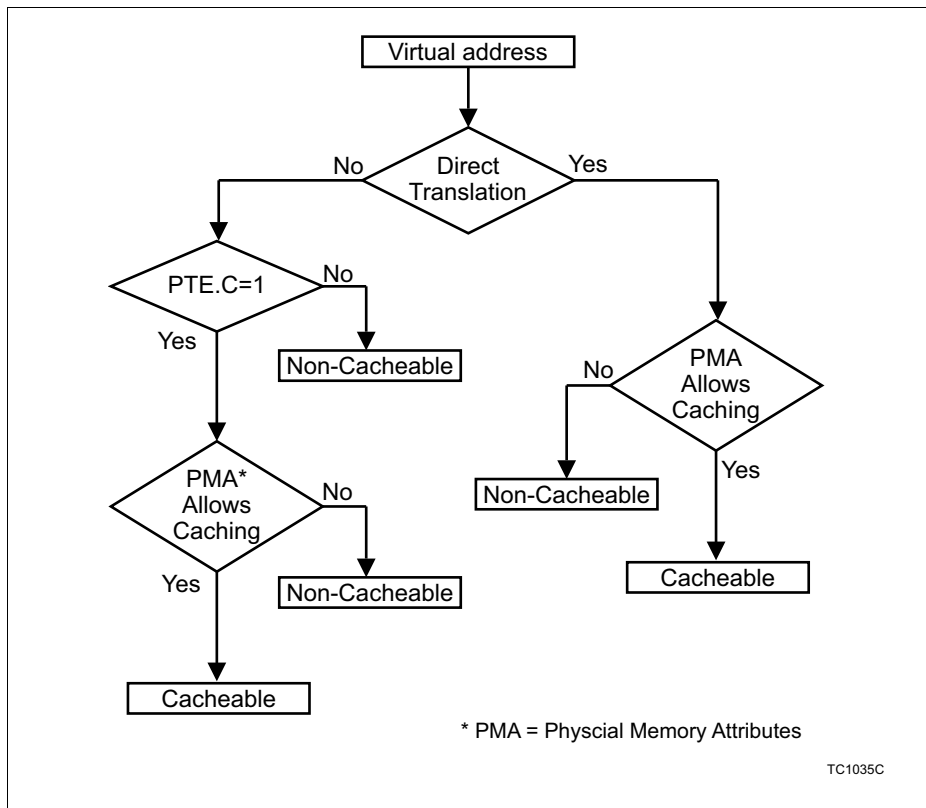 Virtual address
No
Direct
Translation
Yes
PTE.C=1
No
Yes
Non-Cacheable
No
PMA
Allows
Caching
Yes
Non-Cacheable
PMA*
Allows
Caching
No
Yes
Non-Cacheable
Cacheable
Cacheable
* PMA = Physcial Memory Attributes
TC1035C